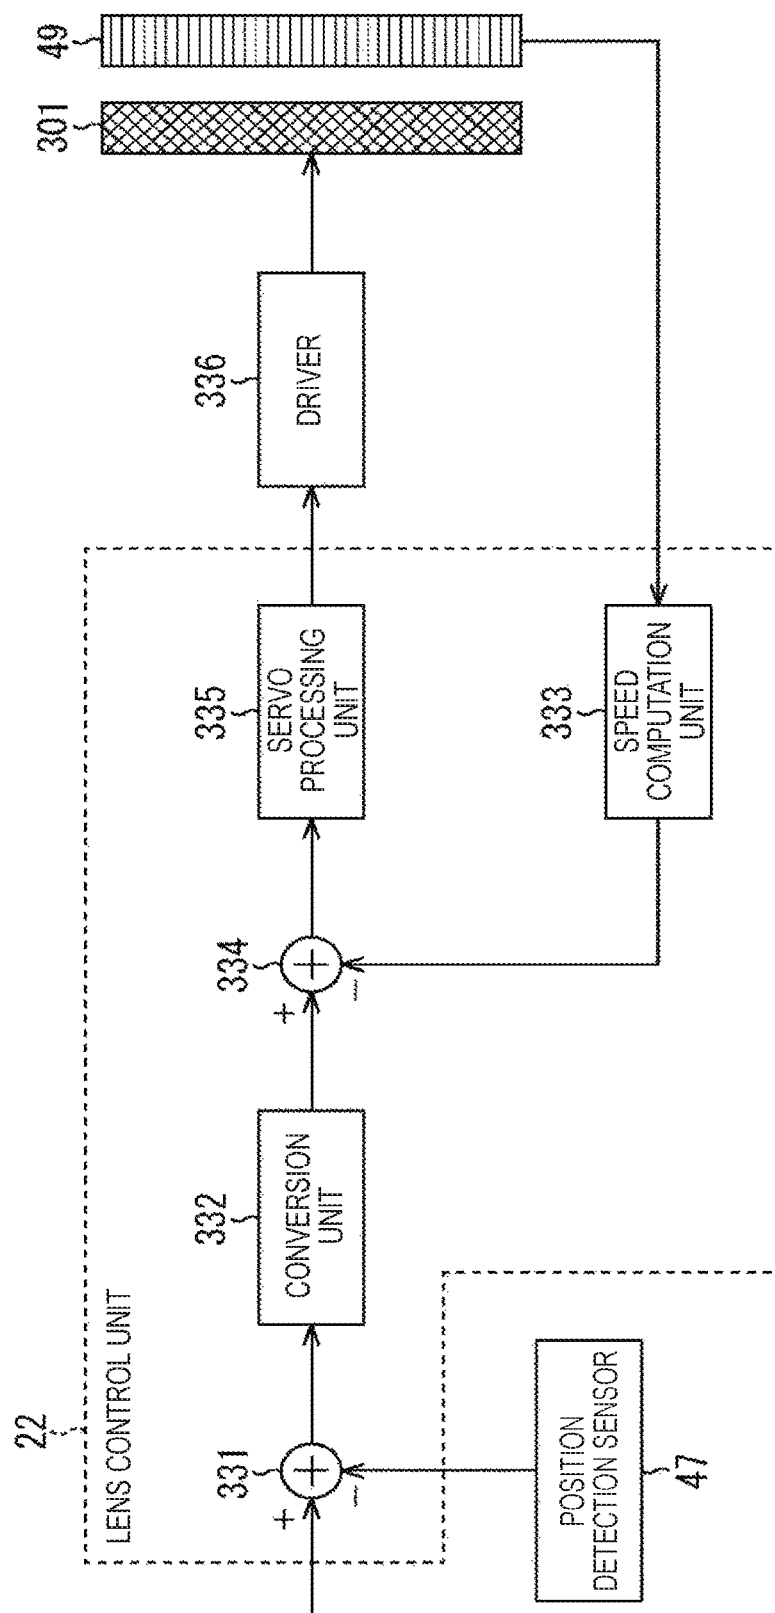 22
LENS CONTROL UNIT
331
+
−
332
CONVERSION
UNIT
334
+
−
335
SERVO
PROCESSING
UNIT
336
DRIVER
301
49
POSITION
DETECTION SENSOR
47
333
SPEED
COMPUTATION
UNIT